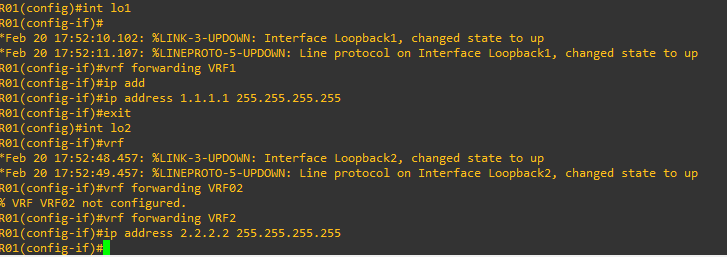 R01(config)#int lo1
R01(config-if)#
*Feb 20 17:52:10.102: %LINK-3-UPDOWN: Interface Loopback1, changed state to up
*Feb 20 17:52:11.107: %LINEPROTO-5-UPDOWN: Line protocol on Interface Loopback1, changed state to up
R01(config-if)#vrf forwarding VRF1
R01(config-if)#ip add
R01(config-if)#ip address 1.1.1.1 255.255.255.255
R01(config-if)#exit
R01(config)#int lo2
R01(config-if)#vrf
*Feb 20 17:52:48.457: %LINK-3-UPDOWN: Interface Loopback2, changed state to up
*Feb 20 17:52:49.457: %LINEPROTO-5-UPDOWN: Line protocol on Interface Loopback2, changed state to up
R01(config-if)#vrf forwarding VRF02
% VRF VRF02 not configured.
R01(config-if)#vrf forwarding VRF2
R01(config-if)#ip address 2.2.2.2 255.255.255.255
R01(config-if)#